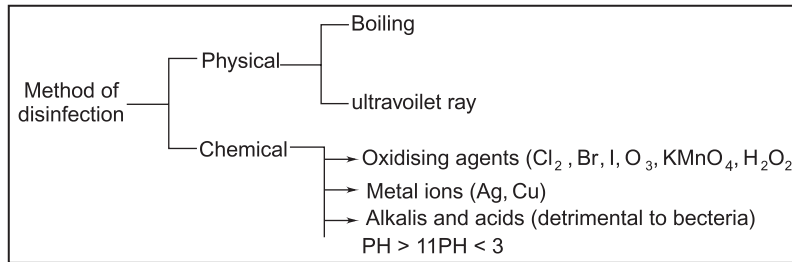 Boiling
Physical
Method of
disinfection
ultravoilet ray
Chemical
Oxidising agents (Cl₂ , Br, I, O₃, KMnO₄, H₂O₂
Metal ions (Ag, Cu)
Alkalis and acids (detrimental to becteria)
PH > 11PH < 3